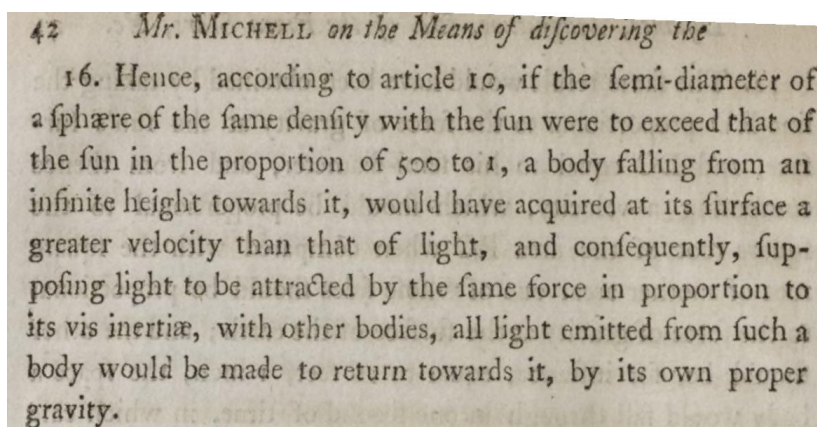 42 Mr. MICHELL on the Means of diſcovering the
16. Hence, according to article 10, if the ſemi-diameter of
a ſphære of the ſame denſity with the ſun were to exceed that of
the ſun in the proportion of 500 to 1, a body falling from an
infinite height towards it, would have acquired at its ſurface a
greater velocity than that of light, and conſequently, ſup-
poſing light to be attracted by the ſame force in proportion to
its vis inertiæ, with other bodies, all light emitted from ſuch a
body would be made to return towards it, by its own proper
gravity.